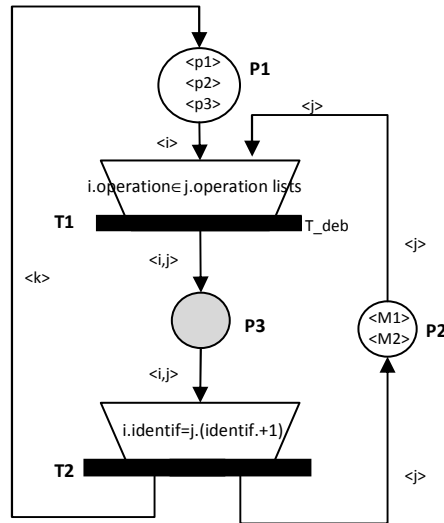 <p1>
P1
<p2>
<p3>
<j>
<i>
i.operation∈j.operation lists
T1
T_deb
<j>
<k>
<i,j>
<M1>
P2
<M2>
P3
<i,j>
i.identif=j.(identif.+1)
T2
<j>